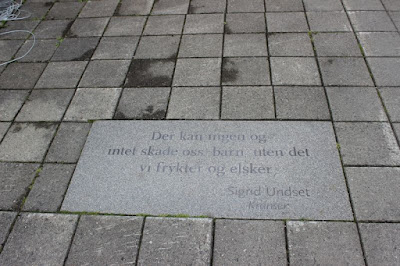 Der kan ingen og
intet skade oss, barn, uten det
vi frykter og elsker
Sigrid Undset